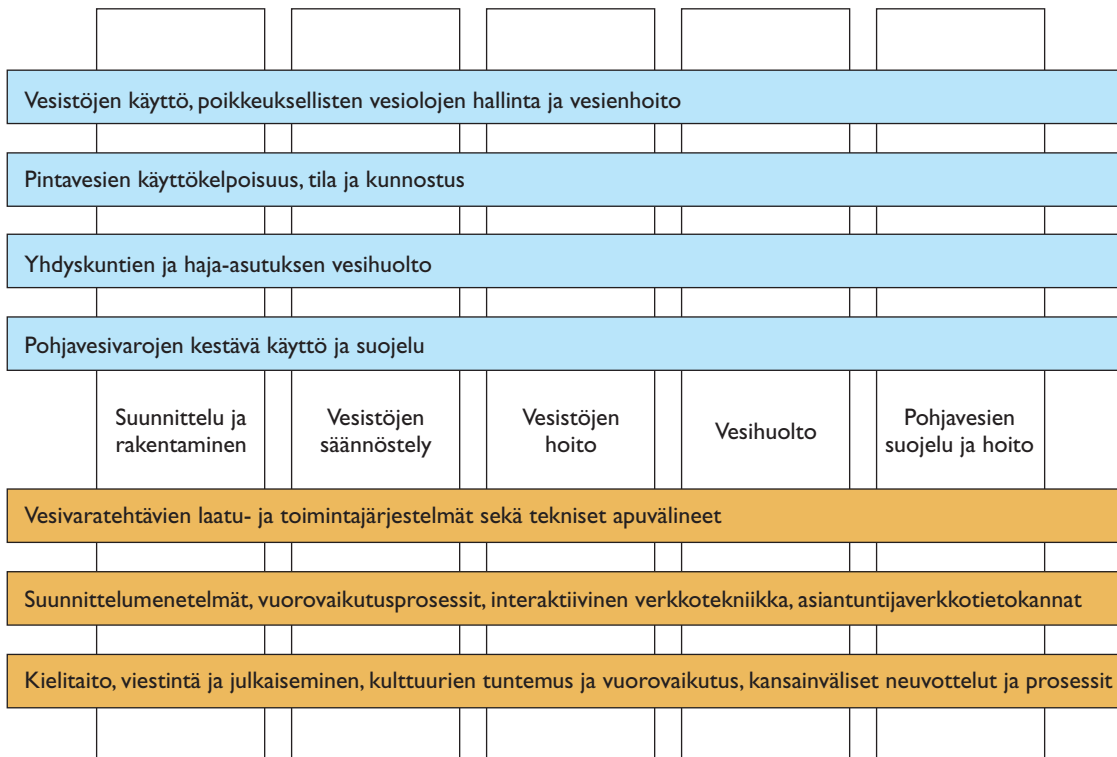 Vesistöjen käyttö, poikkeuksellisten vesiolojen hallinta ja vesienhoito
Pintavesien käyttökelpoisuus, tila ja kunnostus
Yhdyskuntien ja haja-asutuksen vesihuolto
Pohjavesivarojen kestävä käyttö ja suojelu
Suunnittelu ja
rakentaminen
Vesistöjen
säännöstely
Vesistöjen
hoito
Vesihuolto
Pohjavesien
suojelu ja hoito
Vesivaratehtävien laatu- ja toimintajärjestelmät sekä tekniset apuvälineet
Suunnittelumenetelmät, vuorovaikutusprosessit, interaktiivinen verkkotekniikka, asiantuntijaverkkotietokannat
Kielitaito, viestintä ja julkaiseminen, kulttuurien tuntemus ja vuorovaikutus, kansainväliset neuvottelut ja prosessit